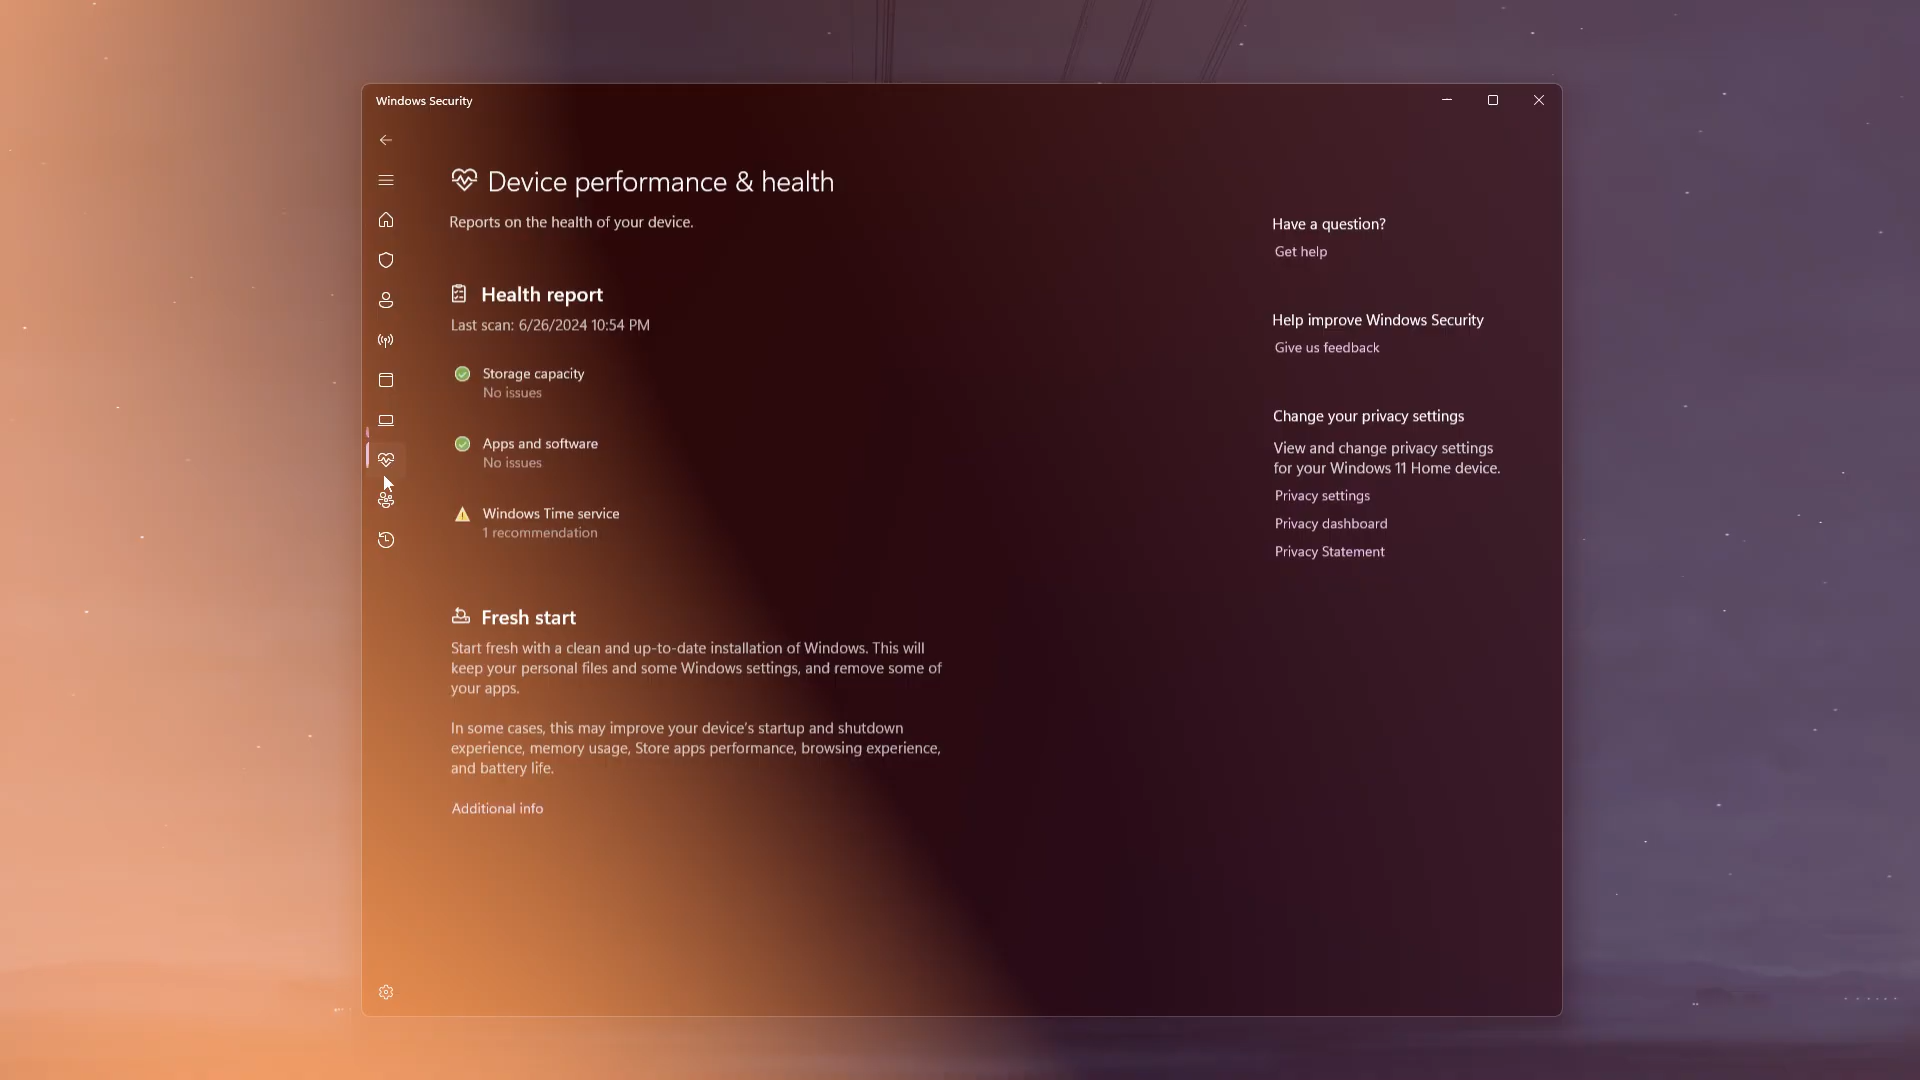 Windows Security
Device performance & health
Reports on the health of your device.
Health report
Last scan: 6/26/2024 10:54 PM
Storage capacity
No issues
Apps and software
No issues
Windows Time service
1 recommendation
Fresh start
Start fresh with a clean and up-to-date installation of Windows. This will
keep your personal files and some Windows settings, and remove some of
your apps.
In some cases, this may improve your device's startup and shutdown
experience, memory usage, Store apps performance, browsing experience,
and battery life.
Additional info
Have a question?
Get help
Help improve Windows Security
Give us feedback
Change your privacy settings
View and change privacy settings
for your Windows 11 Home device.
Privacy settings
Privacy dashboard
Privacy Statement